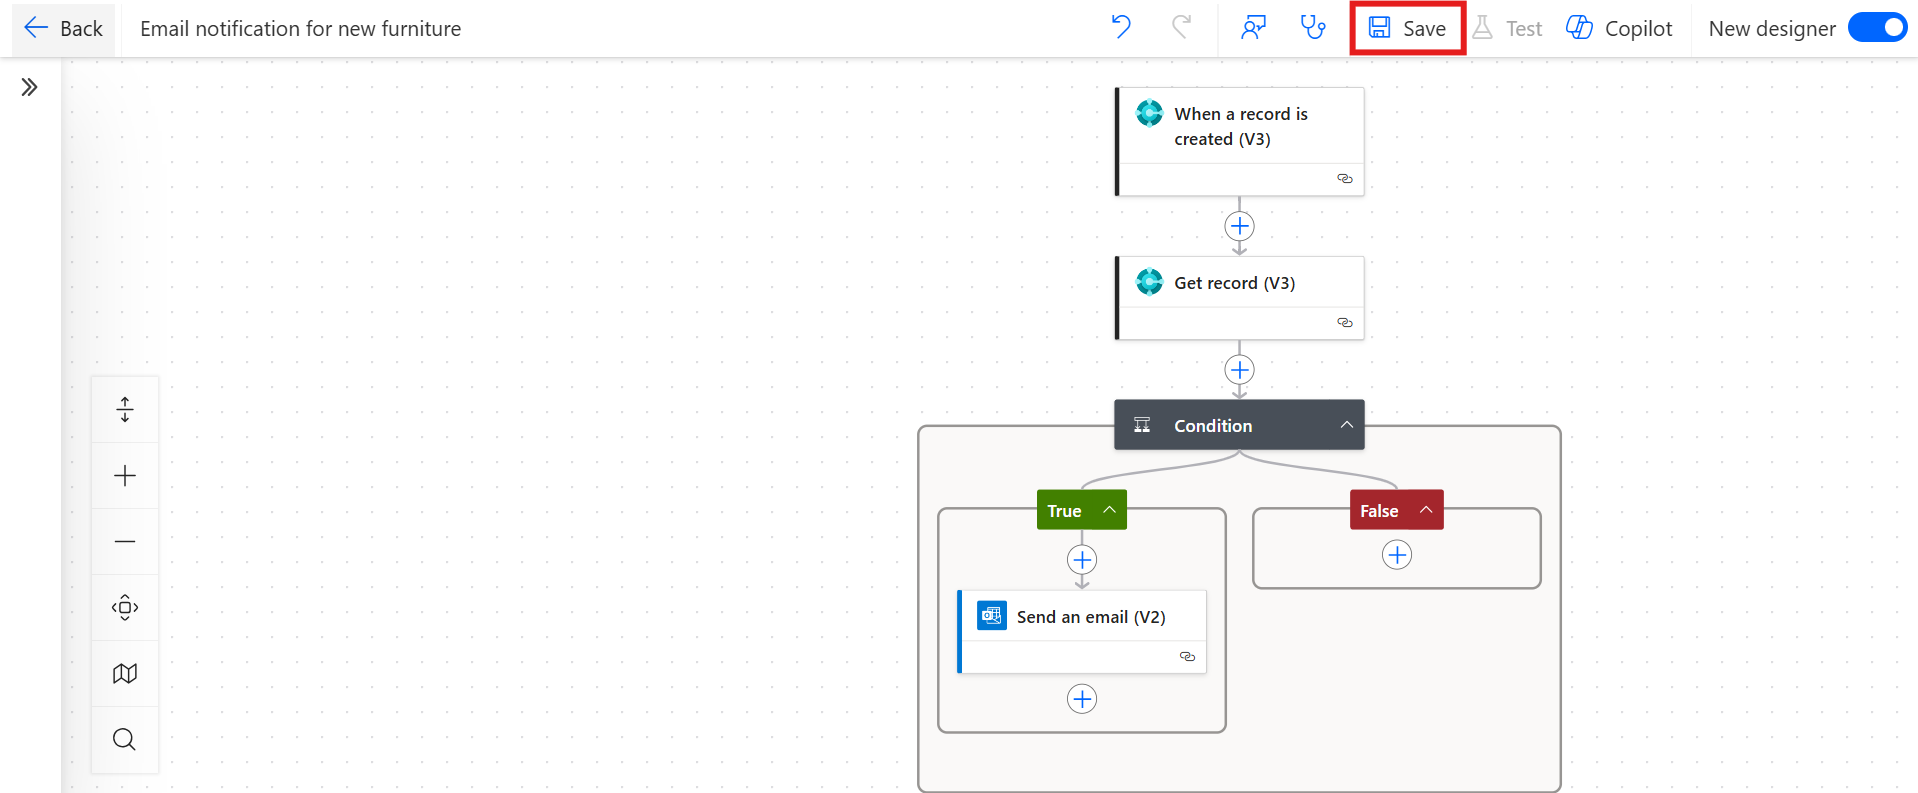 Back
Email notification for new furniture
Save
Test
Copilot
New designer
When a record is
created (V3)
Get record (V3)
Condition
True
False
Send an email (V2)